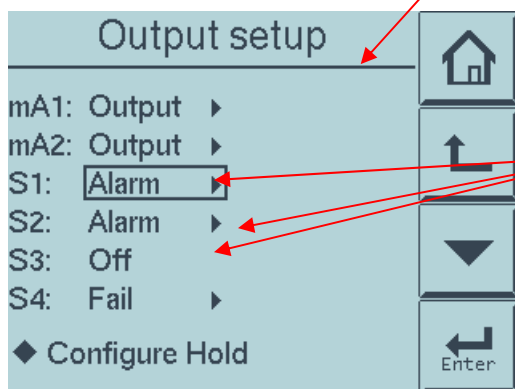 Output setup
mA1: Output
mA2: Output
S1: Alarm
S2: Alarm
S3: Off
S4: Fail
Configure Hold
Enter